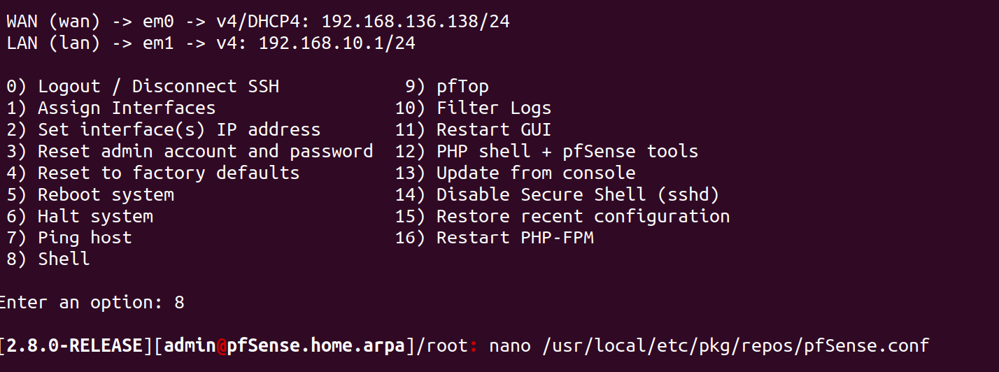 WAN (wan) -> em0 -> v4/DHCP4: 192.168.136.138/24
LAN (lan) -> em1 -> v4: 192.168.10.1/24
0) Logout / Disconnect SSH 9) pfTop
1) Assign Interfaces 10) Filter Logs
2) Set interface(s) IP address 11) Restart GUI
3) Reset admin account and password 12) PHP shell + pfSense tools
4) Reset to factory defaults 13) Update from console
5) Reboot system 14) Disable Secure Shell (sshd)
6) Halt system 15) Restore recent configuration
7) Ping host 16) Restart PHP-FPM
8) Shell
Enter an option: 8
[2.8.0-RELEASE][admin@pfSense.home.arpa]/root: nano /usr/local/etc/pkg/repos/pfSense.conf